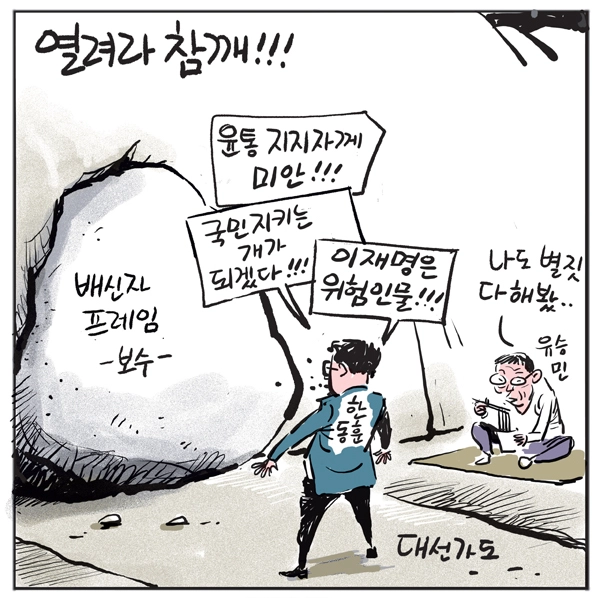 열려라 참깨!!!
윤통 지지자께
미안!!!
국민지키는
개가
되겠다!!!
이재명은
위험인물!!!
배신자
프레임
-보수-
나도 별짓
다해봤..
유승
민
한
동훈
대선가도